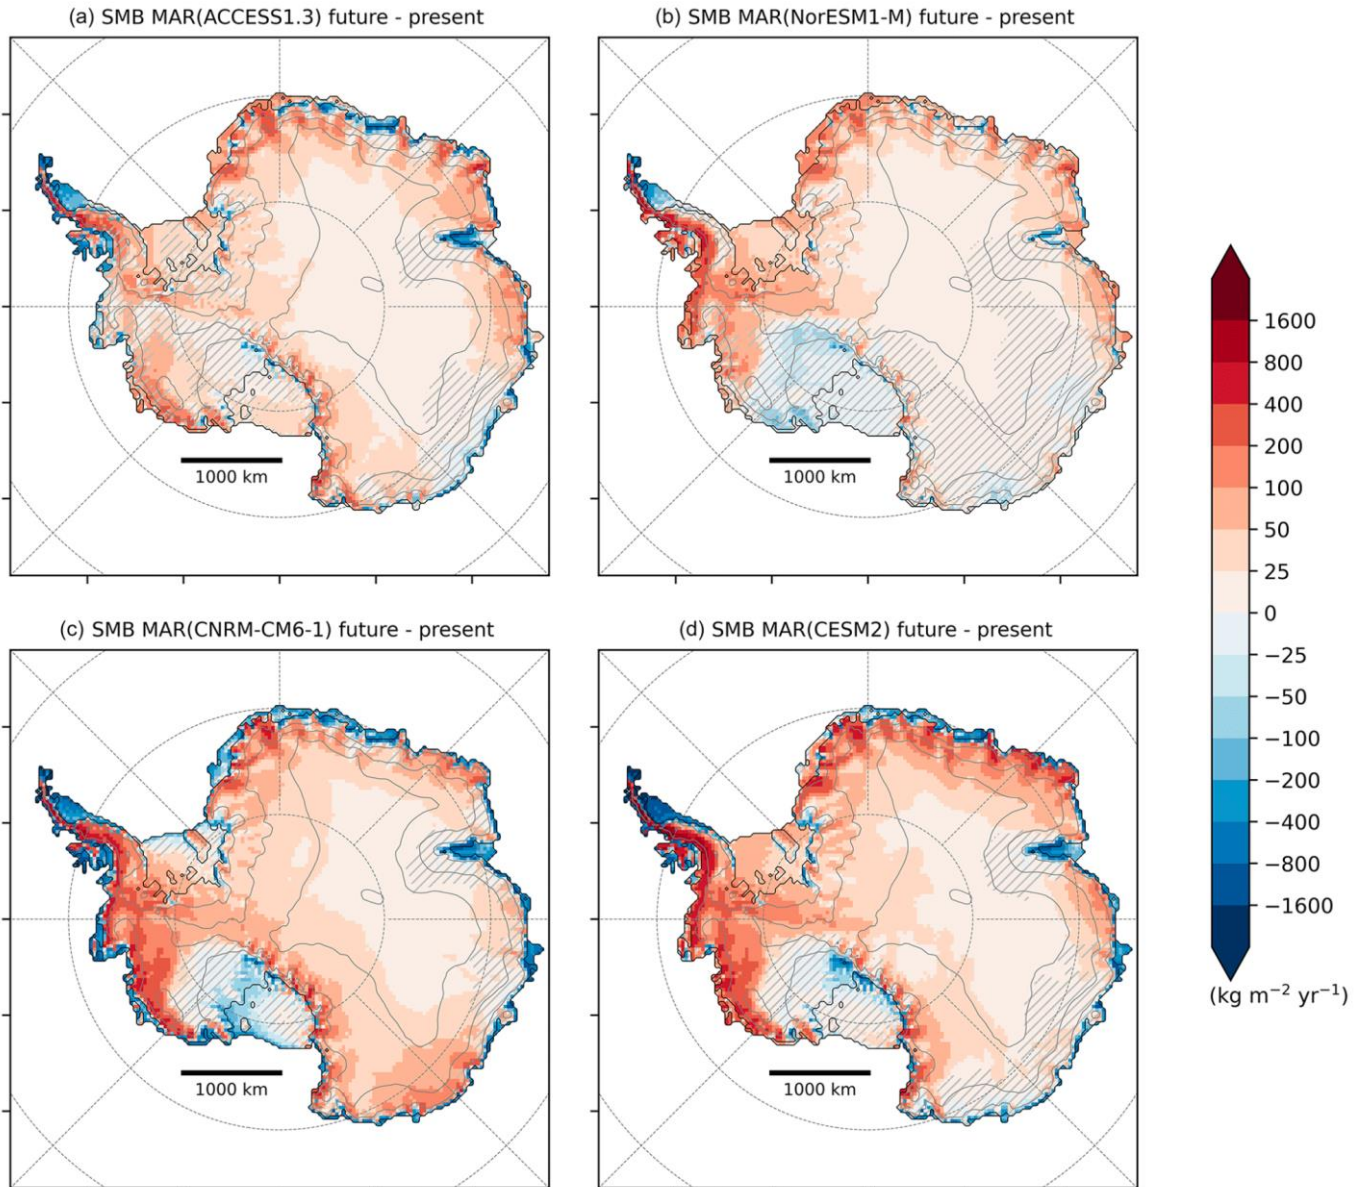 (a) SMB MAR(ACCESS1.3) future - present
(b) SMB MAR(NorESM1-M) future - present
1000 km
1000 km
(c) SMB MAR(CNRM-CM6-1) future - present
(d) SMB MAR(CESM2) future - present
1000 km
1000 km
1600
800
400
200
100
50
25
0
−25
−50
−100
−200
−400
−800
−1600
(kg m⁻² yr⁻¹)